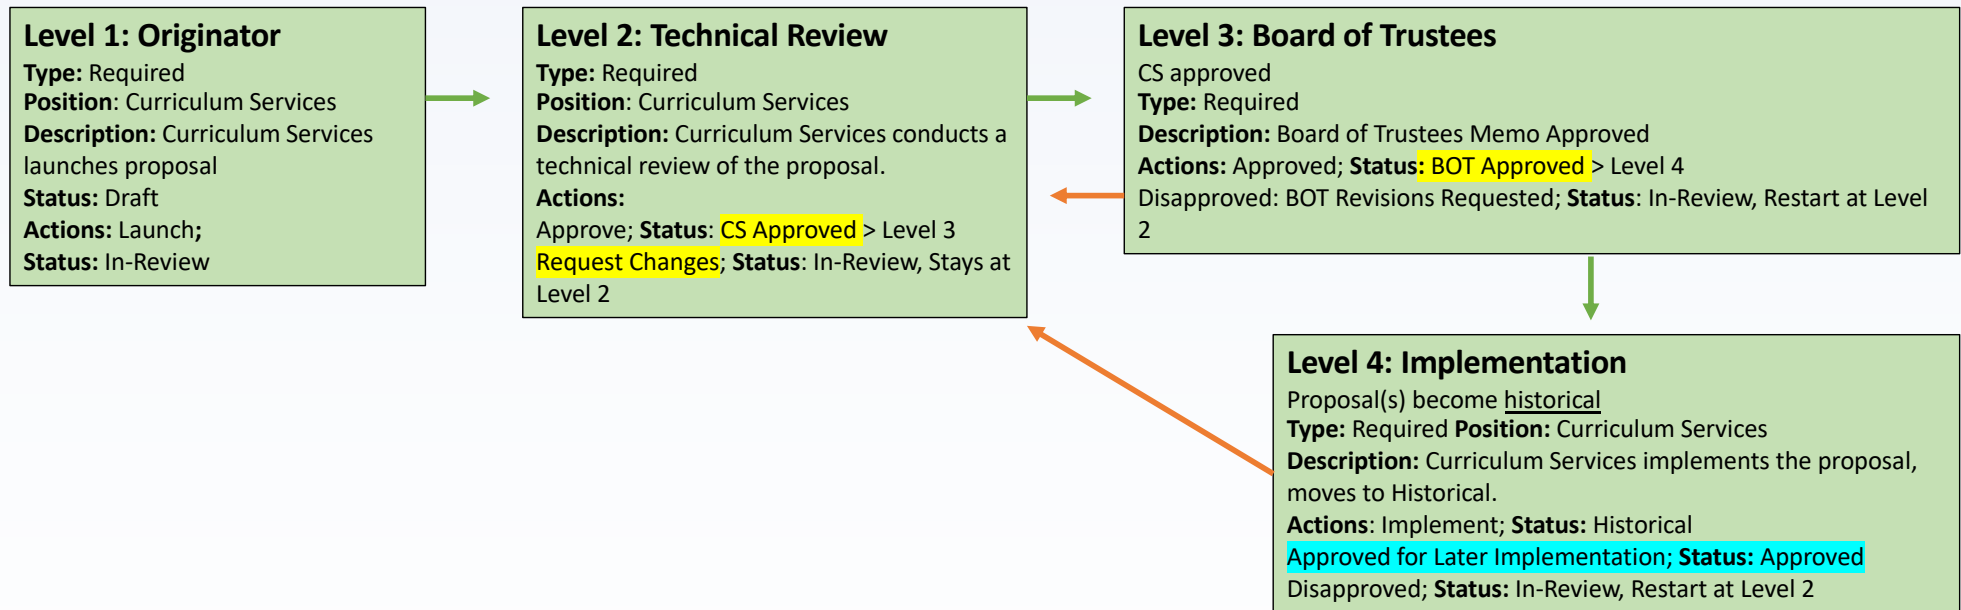 Level 1: Originator
Type: Required
Position: Curriculum Services
Description: Curriculum Services
launches proposal
Status: Draft
Actions: Launch;
Status: In-Review
Level 2: Technical Review
Type: Required
Position: Curriculum Services
Description: Curriculum Services conducts a
technical review of the proposal.
Actions:
Approve; Status: CS Approved > Level 3
Request Changes; Status: In-Review, Stays at
Level 2
Level 3: Board of Trustees
CS approved
Type: Required
Description: Board of Trustees Memo Approved
Actions: Approved; Status: BOT Approved > Level 4
Disapproved: BOT Revisions Requested; Status: In-Review, Restart at Level
2
Level 4: Implementation
Proposal(s) become historical
Type: Required Position: Curriculum Services
Description: Curriculum Services implements the proposal,
moves to Historical.
Actions: Implement; Status: Historical
Approved for Later Implementation; Status: Approved
Disapproved; Status: In-Review, Restart at Level 2